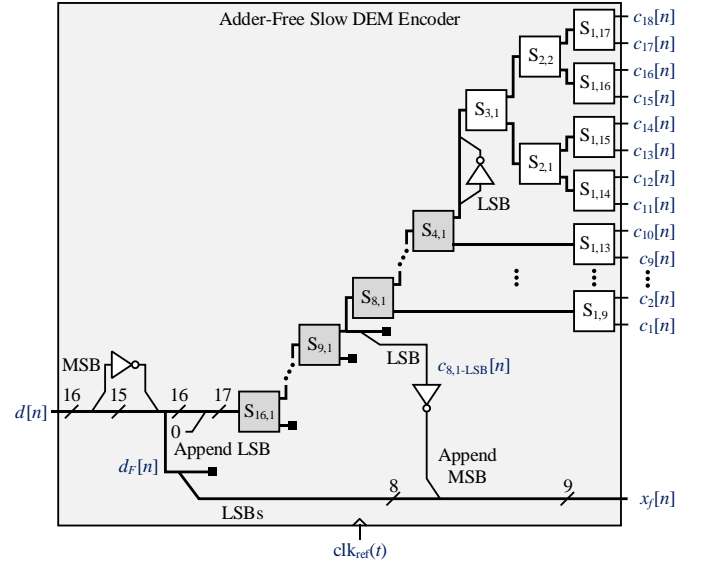 Adder-Free Slow DEM Encoder
S1,17
c18[n]
c17[n]
S2,2
S1,16
c16[n]
c15[n]
S3,1
S1,15
c14[n]
c13[n]
S2,1
S1,14
c12[n]
c11[n]
LSB
S4,1
S1,13
c10[n]
c9[n]
S8,1
S1,9
c2[n]
c1[n]
S9,1
LSB
c8,1-LSB[n]
MSB
d[n]
16
15
16
17
S16,1
0
Append LSB
dF[n]
Append
MSB
LSBs
8
9
xf[n]
clkref(t)